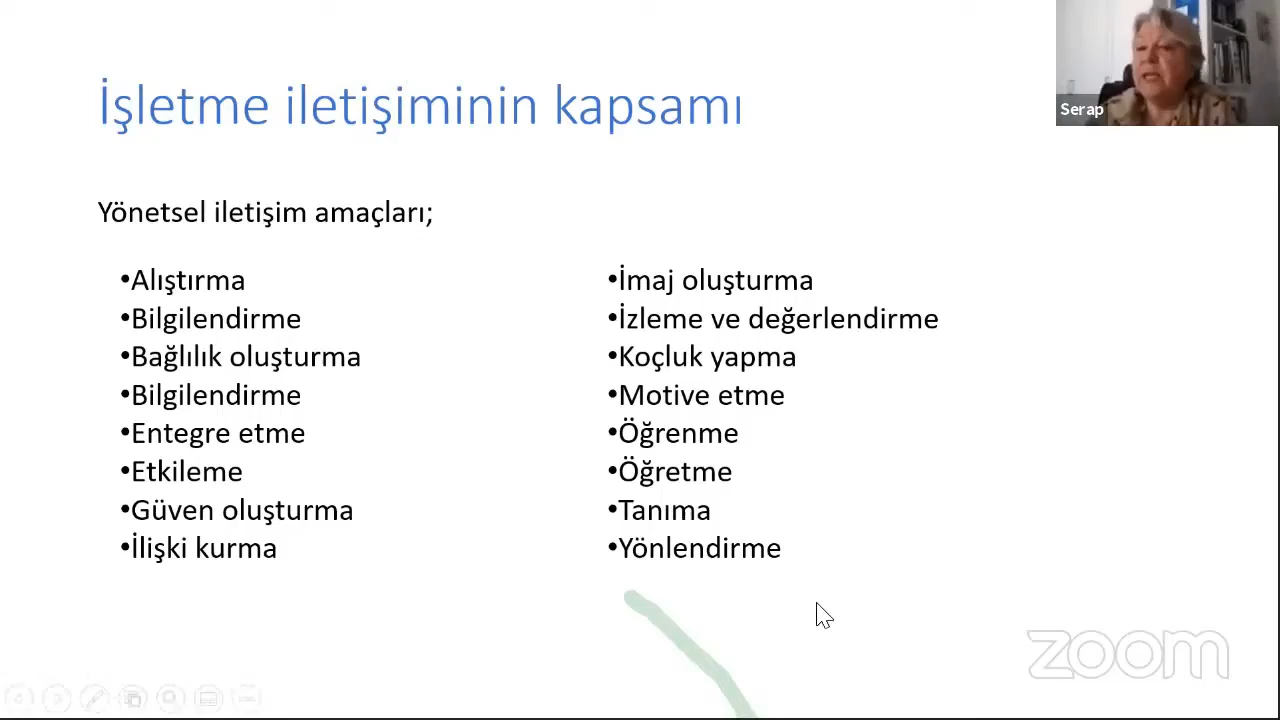 İşletme iletişiminin kapsamı
Serap
Yönetsel iletişim amaçları;
•Alıştırma
•Bilgilendirme
•Bağlılık oluşturma
•Bilgilendirme
•Entegre etme
•Etkileme
•Güven oluşturma
•İlişki kurma
•İmaj oluşturma
•İzleme ve değerlendirme
•Koçluk yapma
•Motive etme
•Öğrenme
•Öğretme
•Tanıma
•Yönlendirme
zoom